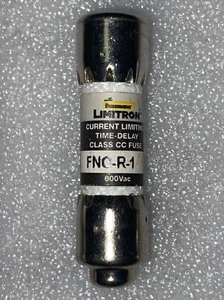 Bussmann
LIMITRON
CURRENT LIMITING
TIME-DELAY
CLASS CC FUSE
FNQ-R-1
600Vac